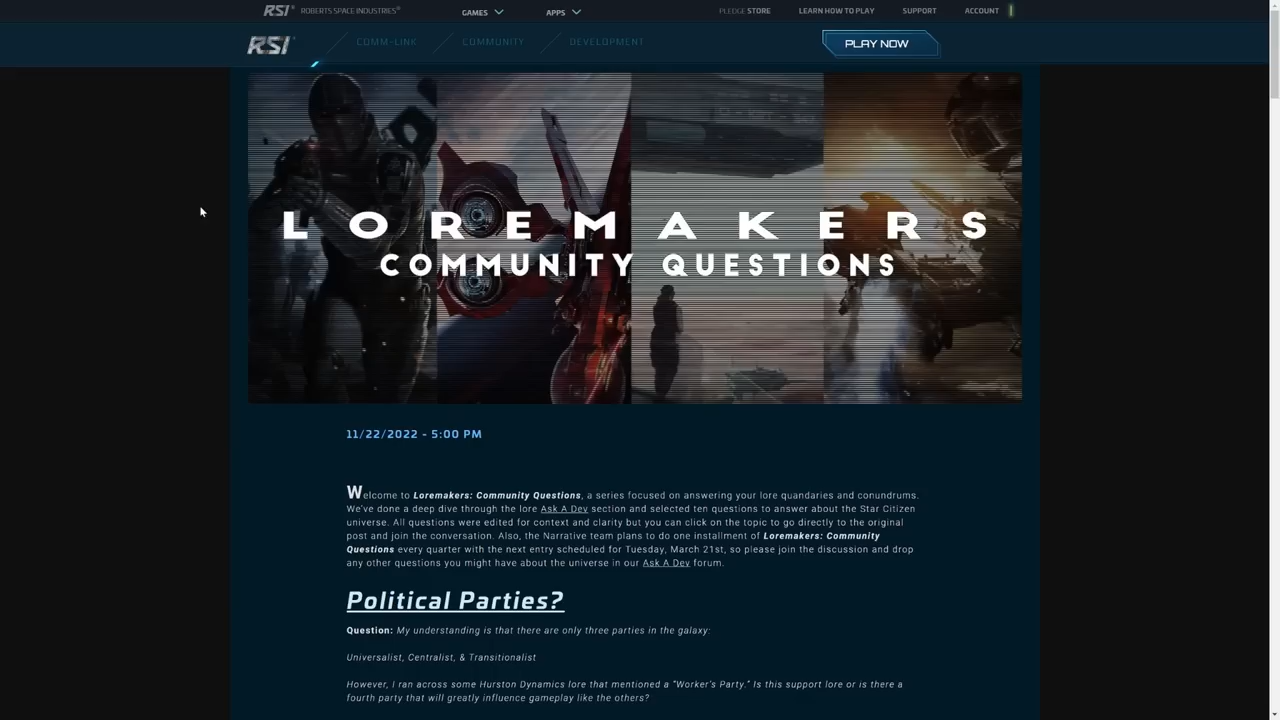 RSI ROBERTS SPACE INDUSTRIES® GAMES APPS PLEDGE STORE LEARN HOW TO PLAY SUPPORT ACCOUNT
RSI COMM-LINK COMMUNITY DEVELOPMENT PLAY NOW
LOREMAKERS
COMMUNITY QUESTIONS
11/22/2022 - 5:00 PM
Welcome to Loremakers: Community Questions, a series focused on answering your lore quandaries and conundrums.
We've done a deep dive through the lore Ask A Dev section and selected ten questions to answer about the Star Citizen
universe. All questions were edited for context and clarity but you can click on the topic to go directly to the original
post and join the conversation. Also, the Narrative team plans to do one installment of Loremakers: Community
Questions every quarter with the next entry scheduled for Tuesday, March 21st, so please join the discussion and drop
any other questions you might have about the universe in our Ask A Dev forum.
Political Parties?
Question: My understanding is that there are only three parties in the galaxy:
Universalist, Centralist, & Transitionalist
However, I ran across some Hurston Dynamics lore that mentioned a "Worker's Party." Is this support lore or is there a
fourth party that will greatly influence gameplay like the others?